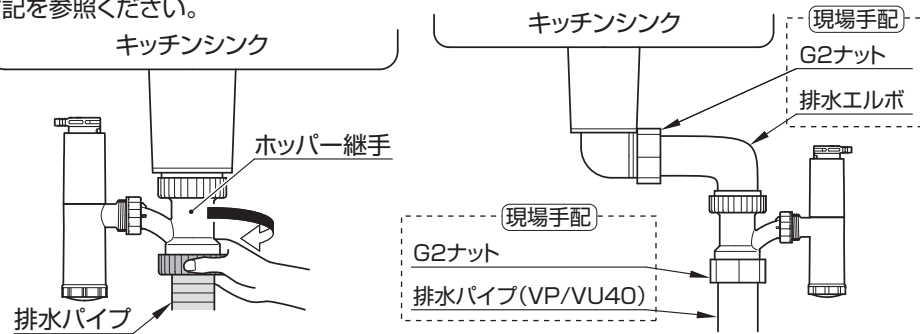 記を参照ください。
キッチンシンク
ホッパー継手
排水パイプ
キッチンシンク
現場手配
G2ナット
排水エルボ
現場手配
G2ナット
排水パイプ(VP/VU40)